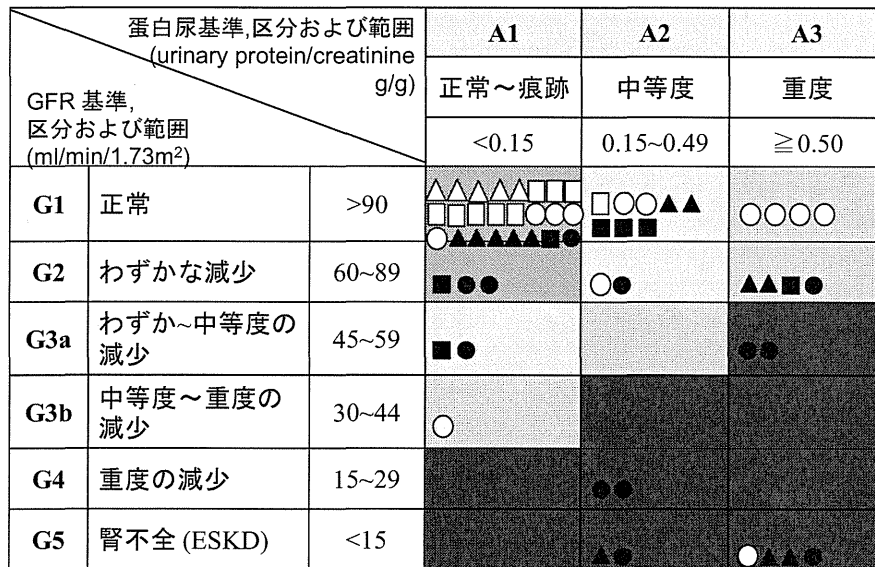 蛋白尿基準,区分および範囲
(urinary protein/creatinine
g/g)
GFR 基準,
区分および範囲
(ml/min/1.73m²)
A1 A2 A3
正常～痕跡 中等度 重度
<0.15 0.15~0.49 ≧0.50
G1 正常 >90
G2 わずかな減少 60~89
G3a わずか~中等度の
減少 45~59
G3b 中等度～重度の
減少 30~44
G4 重度の減少 15~29
G5 腎不全 (ESKD) <15